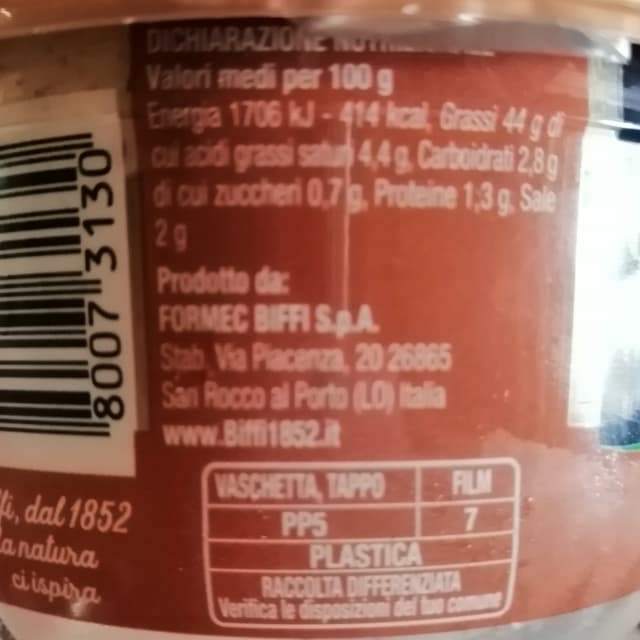 DICHIARAZIONE NUTRIZIONALE
Valori medi per 100 g
Energia 1706 kJ - 414 kcal, Grassi 44 g di
cui acidi grassi saturi 4,4 g, Carboidrati 2,8 g
di cui zuccheri 0,7 g, Proteine 1,3 g, Sale
2 g
Prodotto da:
FORMEC BIFFI S.p.A.
Stab. Via Piacenza, 20 26865
San Rocco al Porto (LO) Italia
www.Biffi1852.it
VASCHETTA, TAPPO FILM
PP5 7
PLASTICA
RACCOLTA DIFFERENZIATA
Verifica le disposizioni del tuo comune
8007 3130
fi, dal 1852
la natura
ci ispira